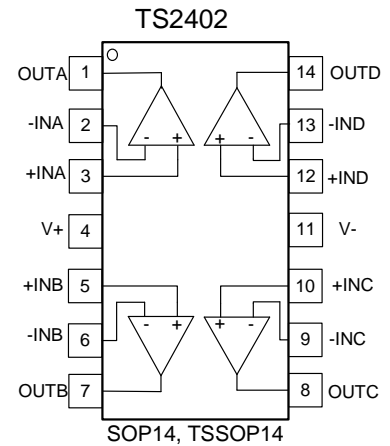 TS2402
OUTA 1 14 OUTD
-INA 2 - + + - 13 -IND
+INA 3 12 +IND
V+ 4 11 V-
+INB 5 10 +INC
-INB 6 - + + - 9 -INC
OUTB 7 8 OUTC
SOP14, TSSOP14